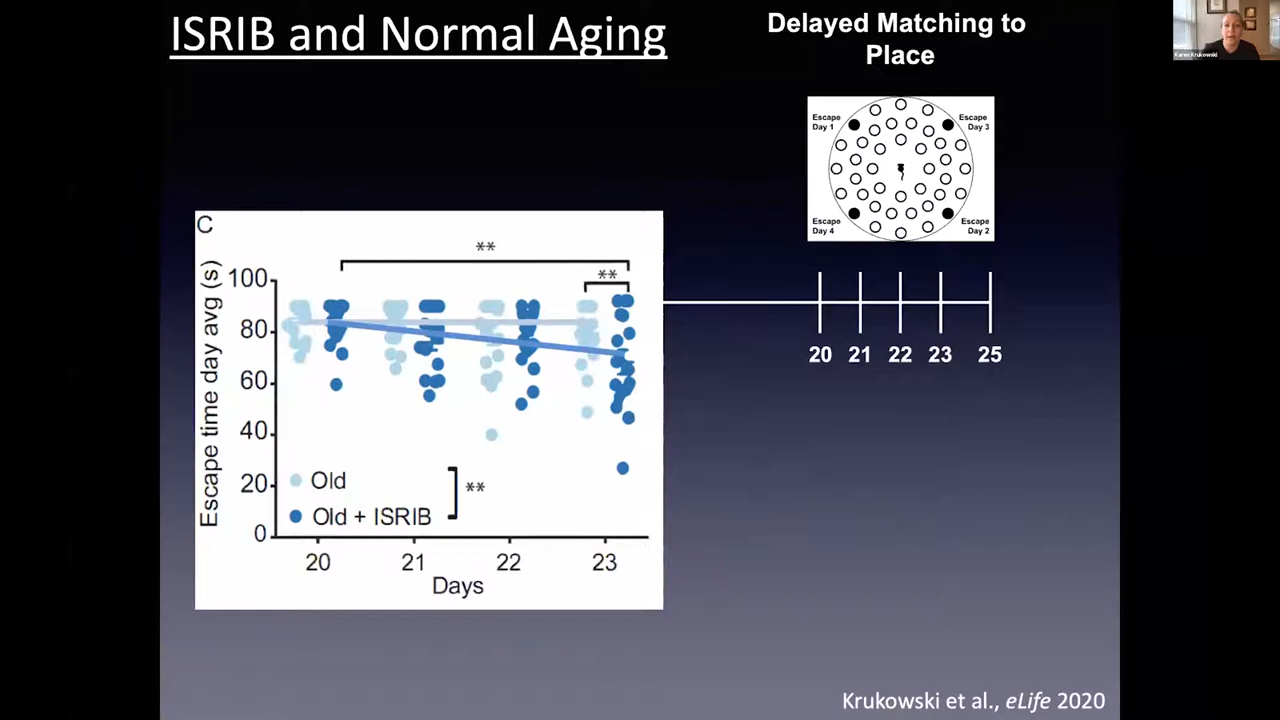 ISRIB and Normal Aging
Delayed Matching to
Place
Karen Krukowski
Escape
Day 1
Escape
Day 3
Escape
Day 4
Escape
Day 2
20 21 22 23 25
C
Escape time day avg (s)
100
80
60
40
20
0
**
**
Old
Old + ISRIB
**
20 21 22 23
Days
Krukowski et al., eLife 2020